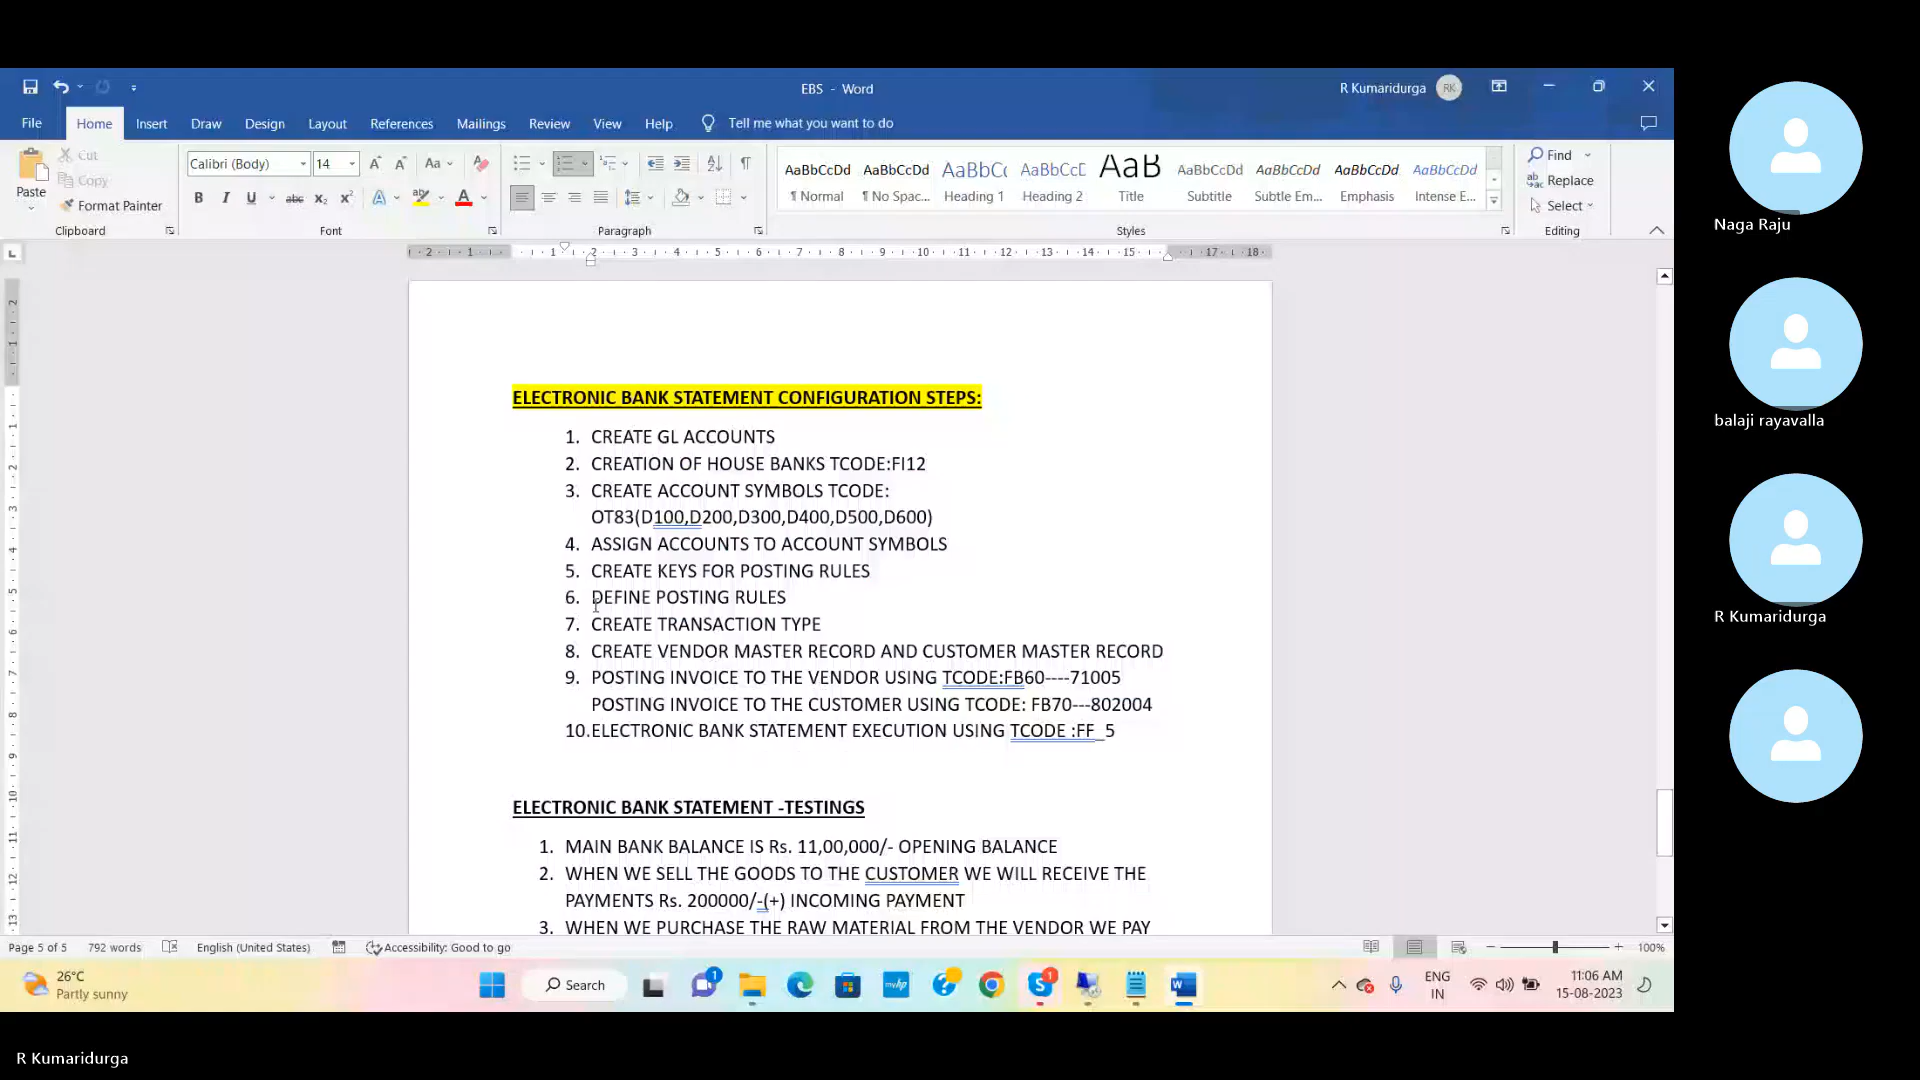 EBS - Word
R Kumaridurga
RK
File
Home
Insert
Draw
Design
Layout
References
Mailings
Review
View
Help
Tell me what you want to do
Paste
Cut
Copy
Format Painter
Clipboard
Calibri (Body)
14
Font
Paragraph
AaBbCcDd
¶ Normal
AaBbCcDd
¶ No Spac...
AaBbCc
Heading 1
AaBbCcD
Heading 2
AaB
Title
AaBbCcDd
Subtitle
AaBbCcDd
Subtle Em...
AaBbCcDd
Emphasis
AaBbCcDd
Intense E...
Styles
Find
Replace
Select
Editing
ELECTRONIC BANK STATEMENT CONFIGURATION STEPS:
1. CREATE GL ACCOUNTS
2. CREATION OF HOUSE BANKS TCODE:FI12
3. CREATE ACCOUNT SYMBOLS TCODE:
OT83(D100,D200,D300,D400,D500,D600)
4. ASSIGN ACCOUNTS TO ACCOUNT SYMBOLS
5. CREATE KEYS FOR POSTING RULES
6. DEFINE POSTING RULES
7. CREATE TRANSACTION TYPE
8. CREATE VENDOR MASTER RECORD AND CUSTOMER MASTER RECORD
9. POSTING INVOICE TO THE VENDOR USING TCODE:FB60----71005
POSTING INVOICE TO THE CUSTOMER USING TCODE: FB70---802004
10.ELECTRONIC BANK STATEMENT EXECUTION USING TCODE :FF_5
ELECTRONIC BANK STATEMENT -TESTINGS
1. MAIN BANK BALANCE IS Rs. 11,00,000/- OPENING BALANCE
2. WHEN WE SELL THE GOODS TO THE CUSTOMER WE WILL RECEIVE THE
PAYMENTS Rs. 200000/-(+) INCOMING PAYMENT
3. WHEN WE PURCHASE THE RAW MATERIAL FROM THE VENDOR WE PAY
Page 5 of 5
792 words
English (United States)
Accessibility: Good to go
100%
26°C
Partly sunny
Search
ENG
IN
11:06 AM
15-08-2023
Naga Raju
balaji rayavalla
R Kumaridurga
R Kumaridurga